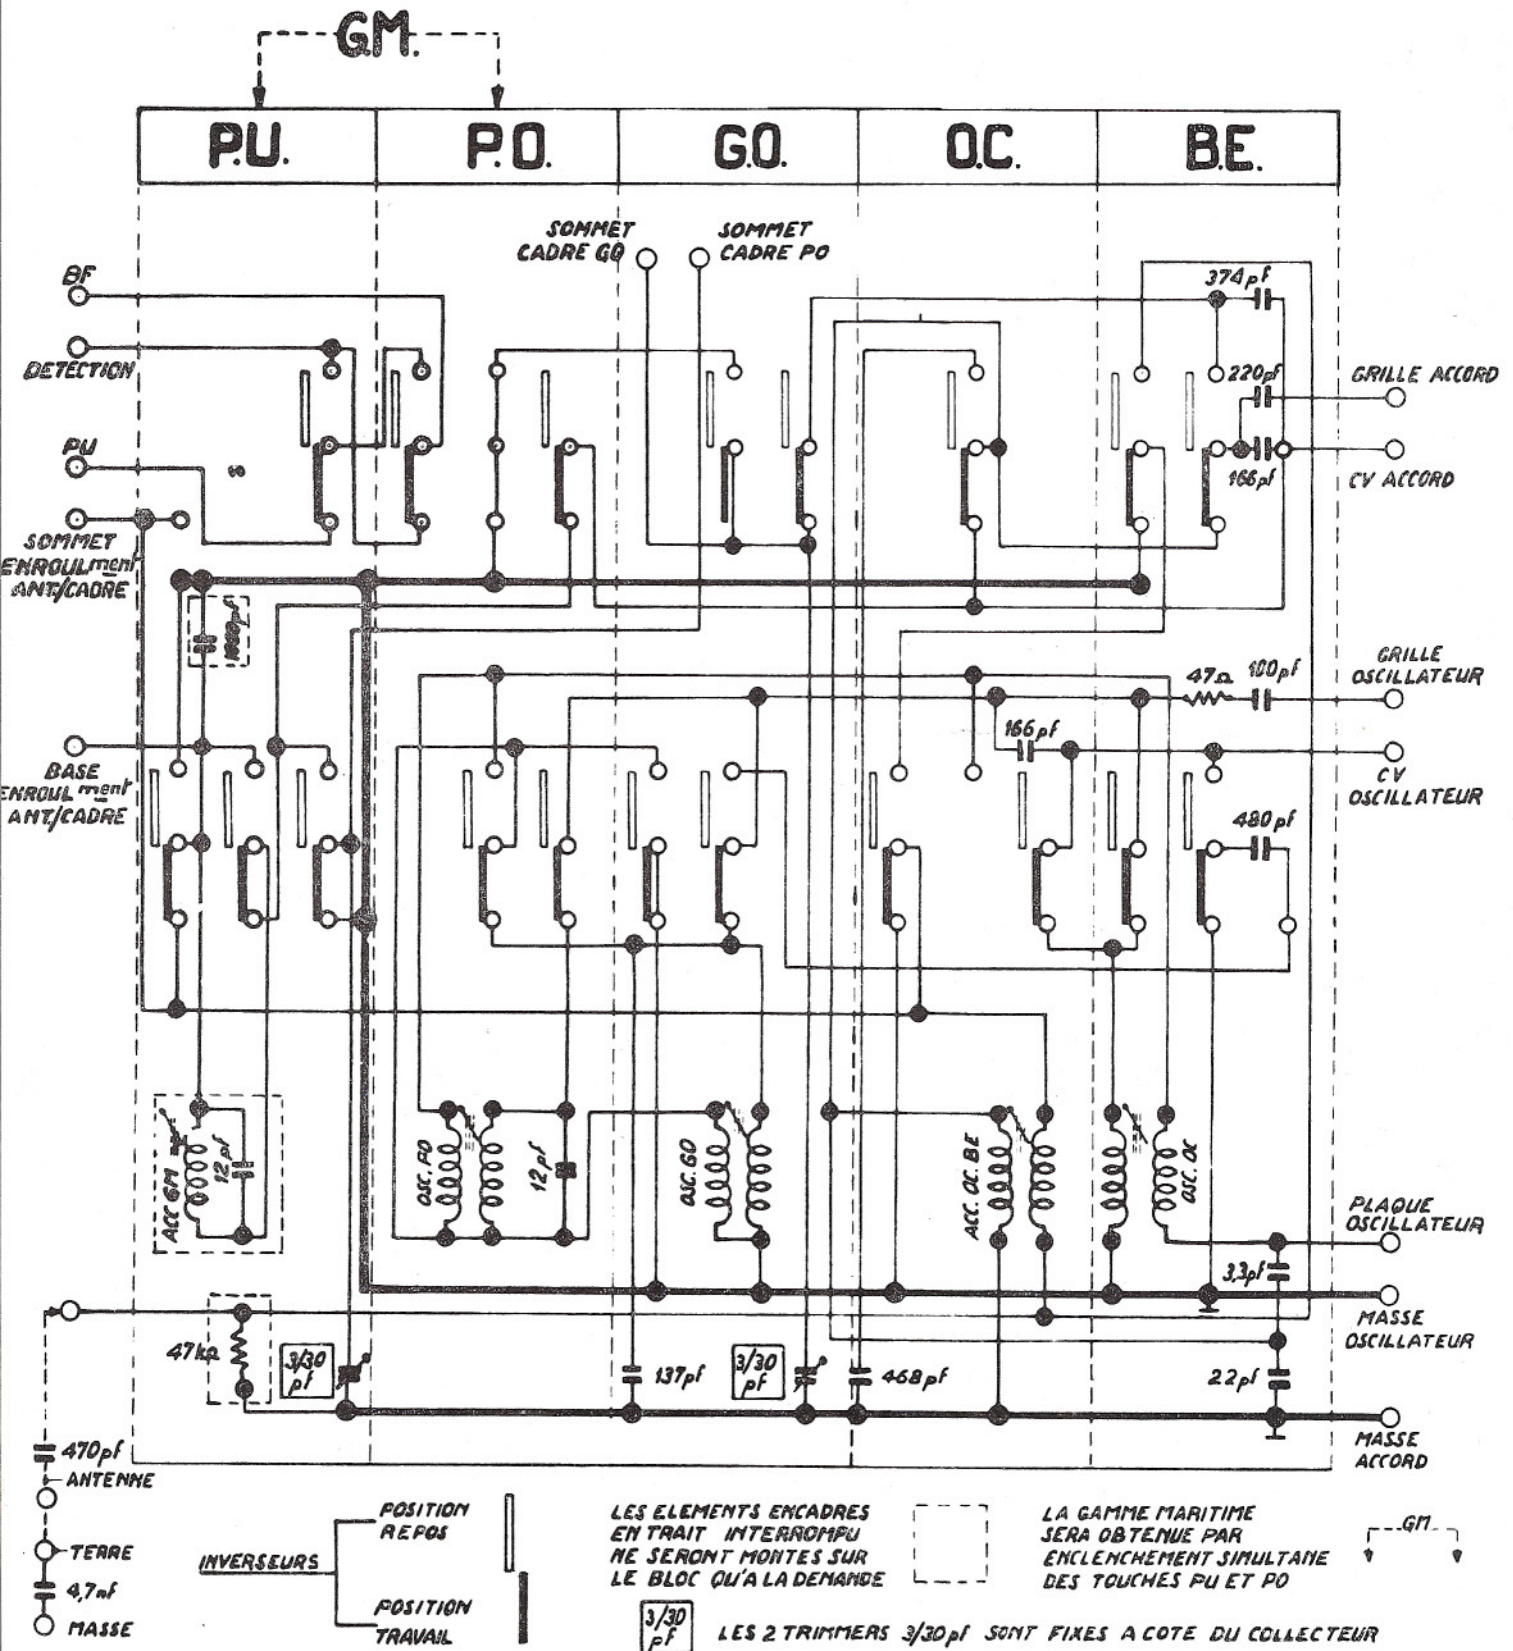 G.M.
P.U.
P.O.
G.O.
O.C.
B.E.
SOMMET
CADRE GO
SOMMET
CADRE PO
BF
374pf
DETECTION
220pf
GRILLE ACCORD
PU
166pf
CV ACCORD
SOMMET
ENROULment
ANT/CADRE
GRILLE
OSCILLATEUR
47Ω
100pf
166pf
BASE
ENROULment
ANT/CADRE
CV
OSCILLATEUR
480pf
ACC GM
12pf
OSC. PO
12pf
OSC. GO
ACC. OC. BE
OSC. OC
PLAQUE
OSCILLATEUR
3,3pf
MASSE
OSCILLATEUR
47kΩ
3/30
pf
137pf
3/30
pf
468pf
22pf
MASSE
ACCORD
470pf
ANTENNE
TERRE
4,7nf
MASSE
INVERSEURS
POSITION
REPOS
POSITION
TRAVAIL
LES ELEMENTS ENCADRES
EN TRAIT INTERROMPU
NE SERONT MONTES SUR
LE BLOC QU'A LA DEMANDE
LA GAMME MARITIME
SERA OBTENUE PAR
ENCLENCHEMENT SIMULTANE
DES TOUCHES PU ET PO
GM
3/30
pf
LES 2 TRIMMERS 3/30pf SONT FIXES A COTE DU COLLECTEUR